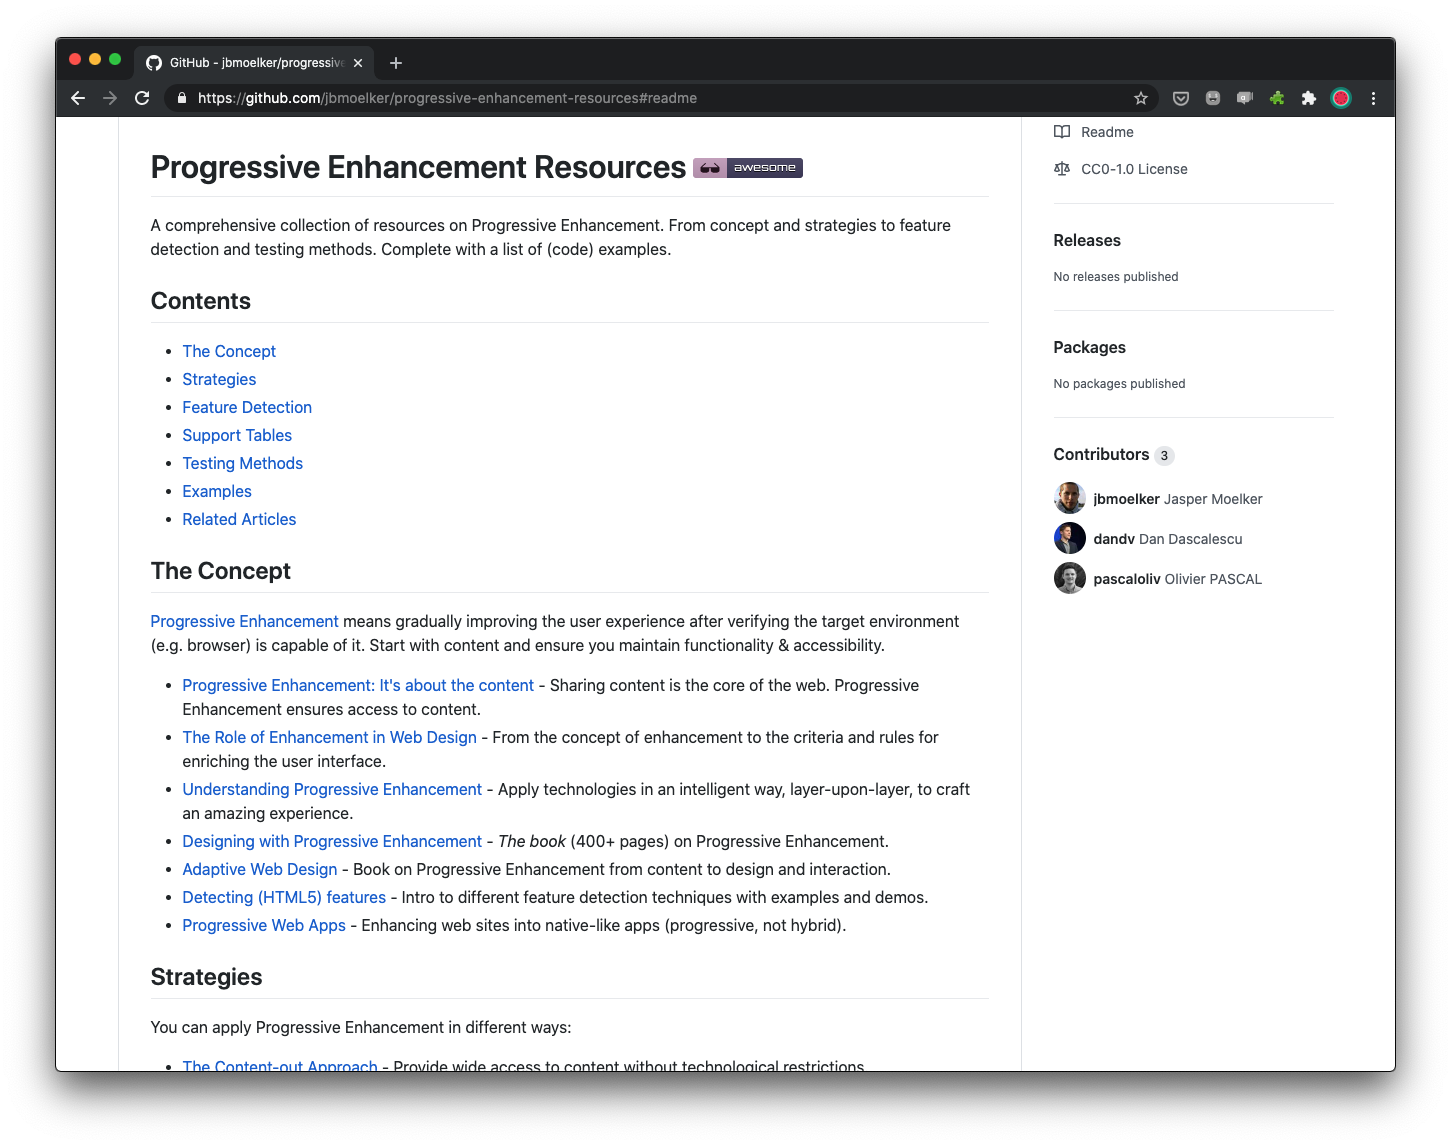 GitHub - jbmoelker/progressive
https://github.com/jbmoelker/progressive-enhancement-resources#readme
Progressive Enhancement Resources awesome
A comprehensive collection of resources on Progressive Enhancement. From concept and strategies to feature
detection and testing methods. Complete with a list of (code) examples.
Contents
The Concept
Strategies
Feature Detection
Support Tables
Testing Methods
Examples
Related Articles
The Concept
Progressive Enhancement means gradually improving the user experience after verifying the target environment
(e.g. browser) is capable of it. Start with content and ensure you maintain functionality & accessibility.
Progressive Enhancement: It's about the content - Sharing content is the core of the web. Progressive
Enhancement ensures access to content.
The Role of Enhancement in Web Design - From the concept of enhancement to the criteria and rules for
enriching the user interface.
Understanding Progressive Enhancement - Apply technologies in an intelligent way, layer-upon-layer, to craft
an amazing experience.
Designing with Progressive Enhancement - The book (400+ pages) on Progressive Enhancement.
Adaptive Web Design - Book on Progressive Enhancement from content to design and interaction.
Detecting (HTML5) features - Intro to different feature detection techniques with examples and demos.
Progressive Web Apps - Enhancing web sites into native-like apps (progressive, not hybrid).
Strategies
You can apply Progressive Enhancement in different ways:
The Content-out Approach - Provide wide access to content without technological restrictions
Readme
CC0-1.0 License
Releases
No releases published
Packages
No packages published
Contributors 3
jbmoelker Jasper Moelker
dandv Dan Dascalescu
pascaloliv Olivier PASCAL